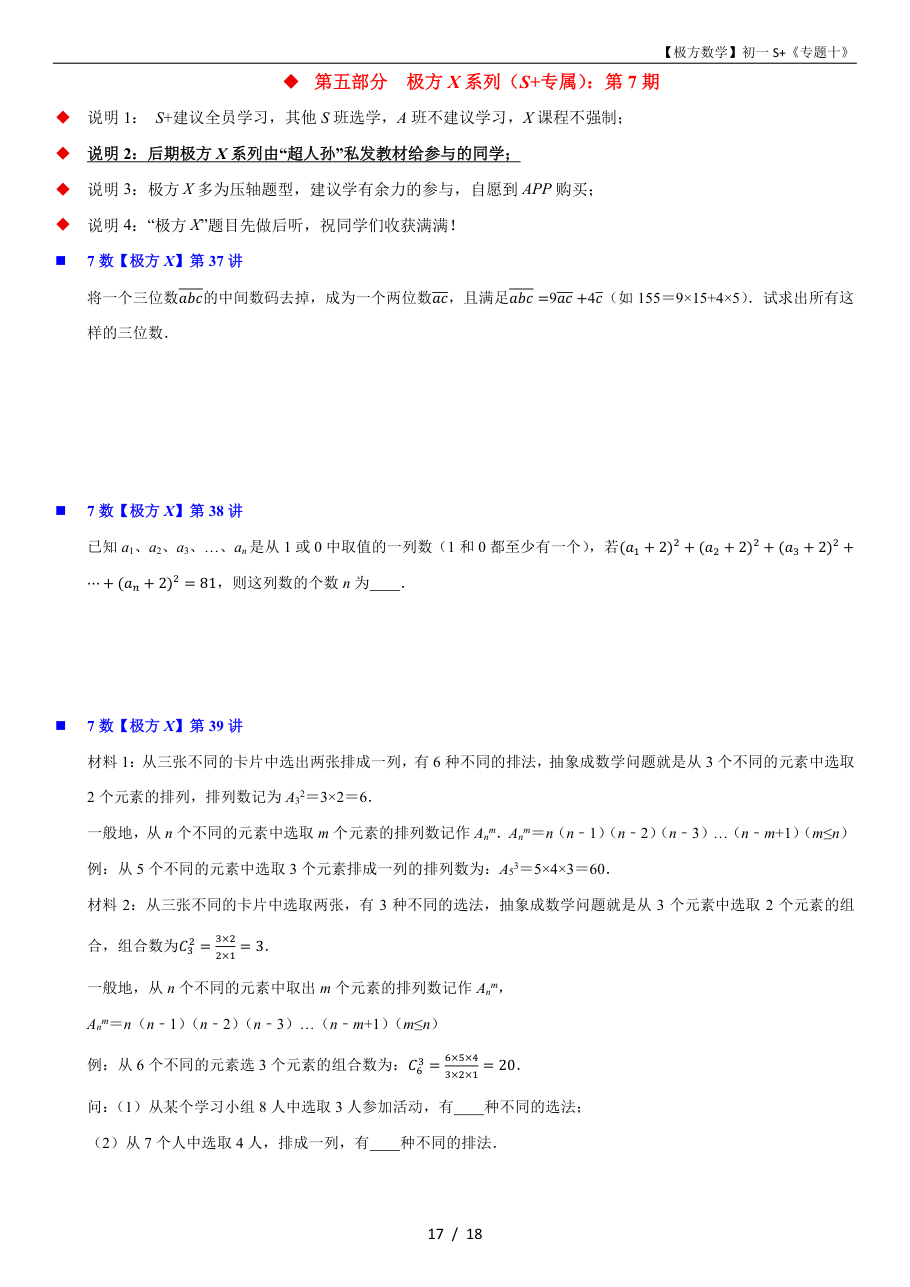 【极方数学】初一 S+《专题十》
◆ 第五部分 极方 X 系列（S+专属）：第 7 期
◆ 说明 1： S+建议全员学习，其他 S 班选学，A 班不建议学习，X 课程不强制；
◆ 说明 2：后期极方 X 系列由“超人孙”私发教材给参与的同学；
◆ 说明 3：极方 X 多为压轴题型，建议学有余力的参与，自愿到 APP 购买；
◆ 说明 4：“极方 X”题目先做后听，祝同学们收获满满！
■ 7 数【极方 X】第 37 讲
将一个三位数\overline{abc}的中间数码去掉，成为一个两位数\overline{ac}，且满足\overline{abc} =9\overline{ac} +4\overline{c}（如 155＝9×15+4×5）．试求出所有这
样的三位数．
■ 7 数【极方 X】第 38 讲
已知 a₁、a₂、a₃、…、aₙ 是从 1 或 0 中取值的一列数（1 和 0 都至少有一个），若(a₁ + 2)² + (a₂ + 2)² + (a₃ + 2)² +
⋯ + (aₙ + 2)² = 81，则这列数的个数 n 为____．
■ 7 数【极方 X】第 39 讲
材料 1：从三张不同的卡片中选出两张排成一列，有 6 种不同的排法，抽象成数学问题就是从 3 个不同的元素中选取
2 个元素的排列，排列数记为 A₃²＝3×2＝6．
一般地，从 n 个不同的元素中选取 m 个元素的排列数记作 Aₙᵐ．Aₙᵐ＝n（n﹣1）（n﹣2）（n﹣3）…（n﹣m+1）（m≤n）
例：从 5 个不同的元素中选取 3 个元素排成一列的排列数为：A₅³＝5×4×3＝60．
材料 2：从三张不同的卡片中选取两张，有 3 种不同的选法，抽象成数学问题就是从 3 个元素中选取 2 个元素的组
合，组合数为C₃² = \frac{3×2}{2×1} = 3．
一般地，从 n 个不同的元素中取出 m 个元素的排列数记作 Aₙᵐ，
Aₙᵐ＝n（n﹣1）（n﹣2）（n﹣3）…（n﹣m+1）（m≤n）
例：从 6 个不同的元素选 3 个元素的组合数为：C₆³ = \frac{6×5×4}{3×2×1} = 20．
问：（1）从某个学习小组 8 人中选取 3 人参加活动，有____种不同的选法；
（2）从 7 个人中选取 4 人，排成一列，有____种不同的排法．
17 / 18